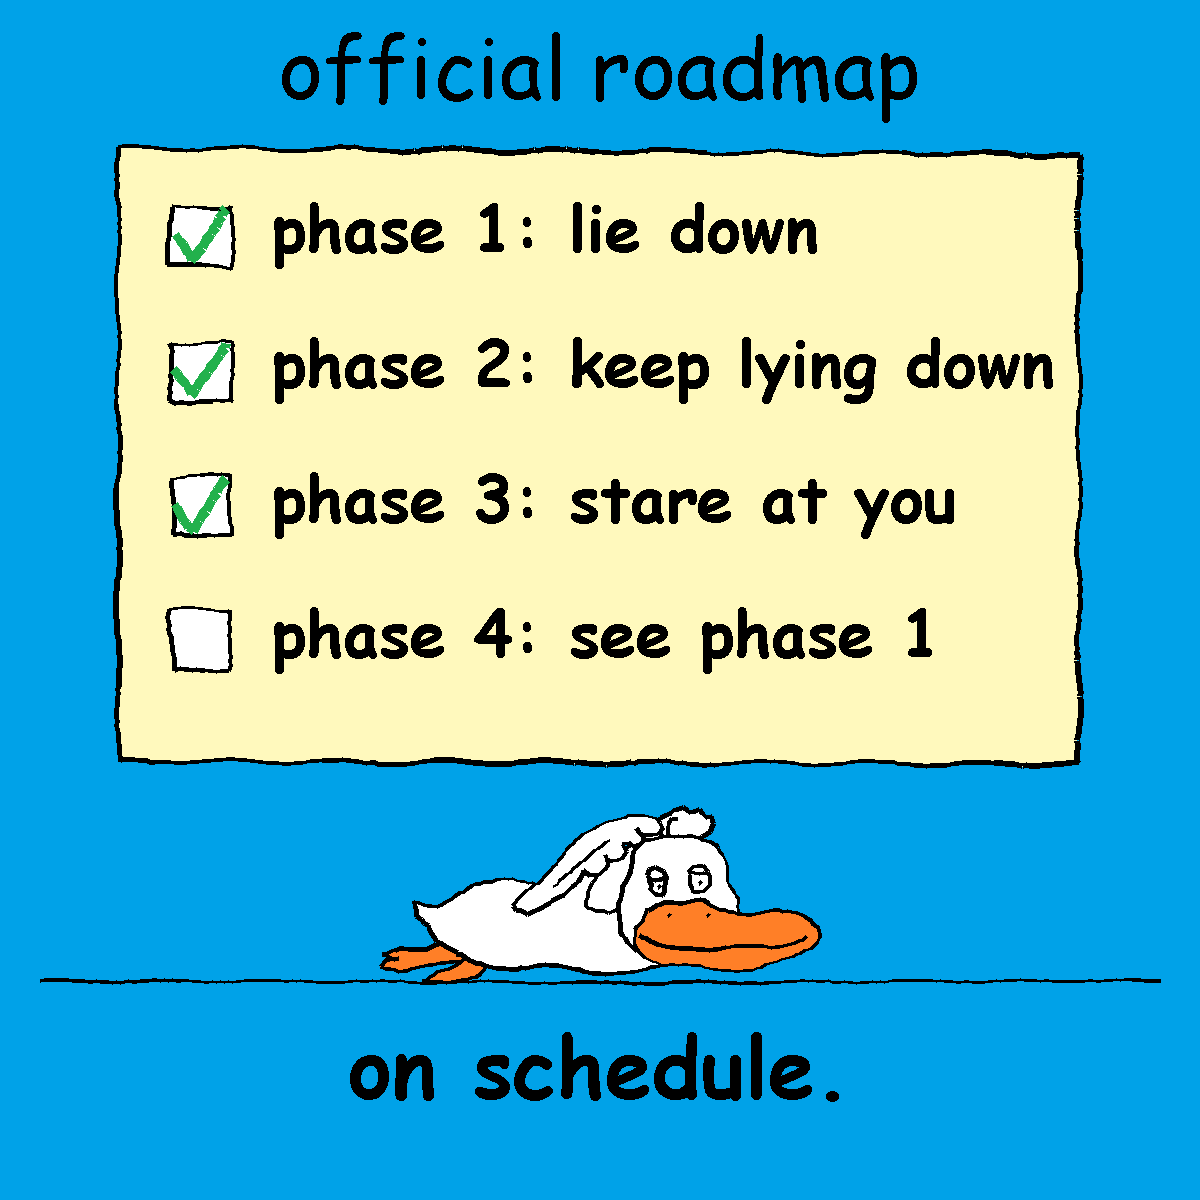 official roadmap
phase 1: lie down
phase 2: keep lying down
phase 3: stare at you
phase 4: see phase 1
on schedule.